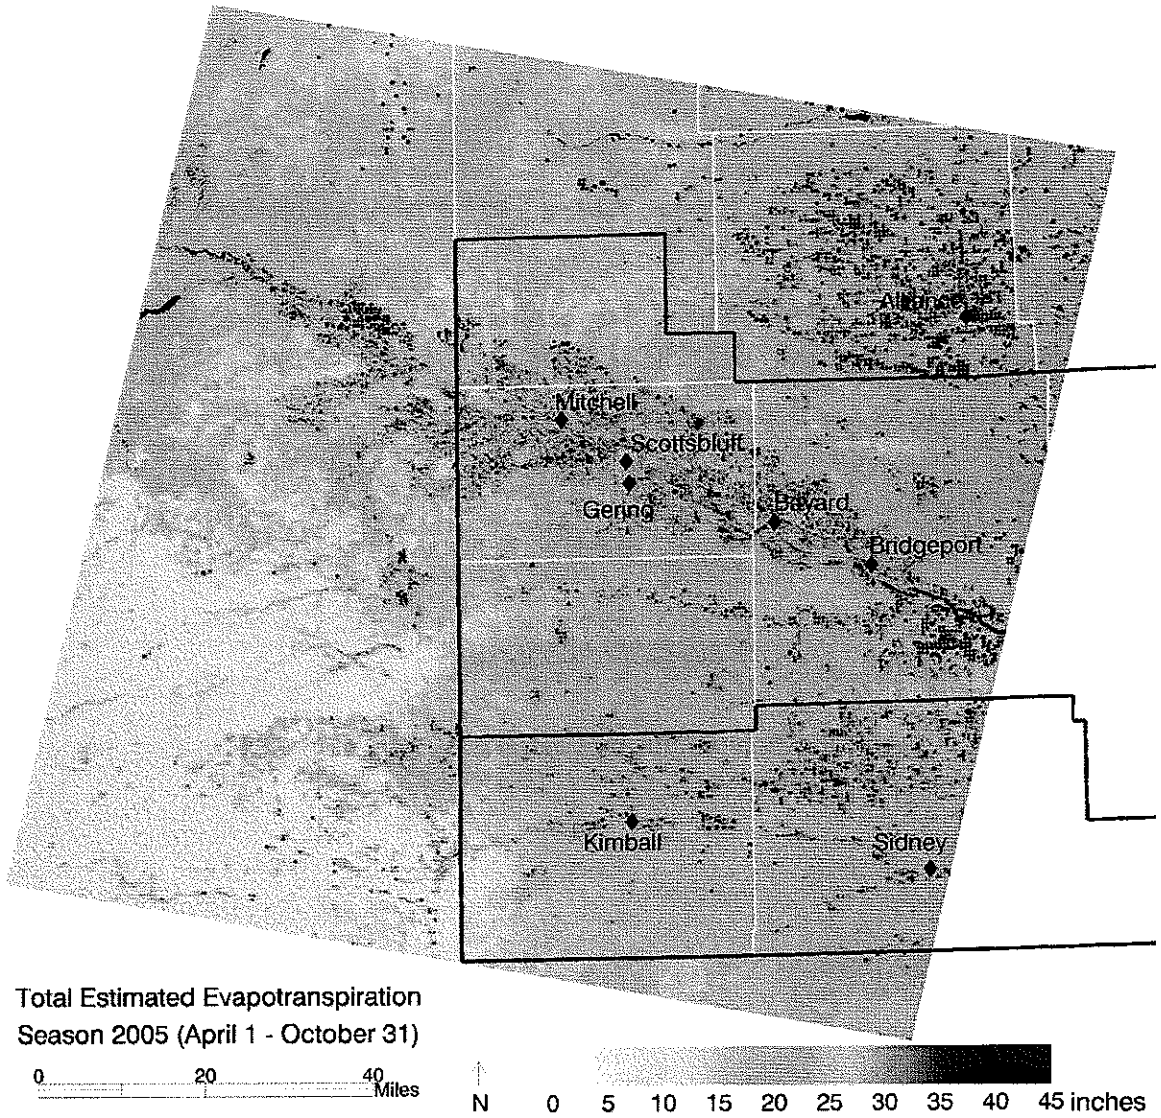 Alliance
Mitchell
Scottsbluff
Gering
Bayard
Bridgeport
Kimball
Sidney
Total Estimated Evapotranspiration
Season 2005 (April 1 - October 31)
0 20 40 Miles
N
0 5 10 15 20 25 30 35 40 45 inches